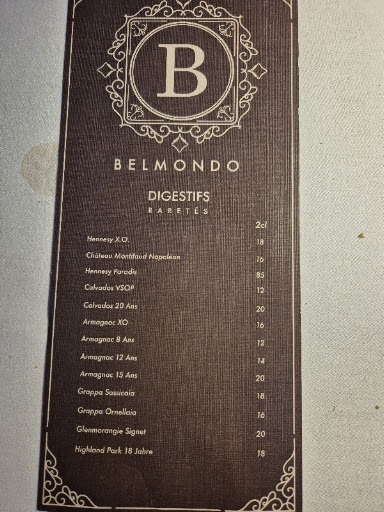 B
BELMONDO
DIGESTIFS
RARETÉS
2cl
Hennesy X.O. 18
Château Montifaud Napoléon 16
Hennesy Paradis 85
Calvados VSOP 12
Calvados 20 Ans 20
Armagnac XO 16
Armagnac 8 Ans 12
Armagnac 12 Ans 14
Armagnac 15 Ans 20
Grappa Sassicaia 18
Grappa Ornellaia 16
Glenmorangie Signet 20
Highland Park 18 Jahre 18